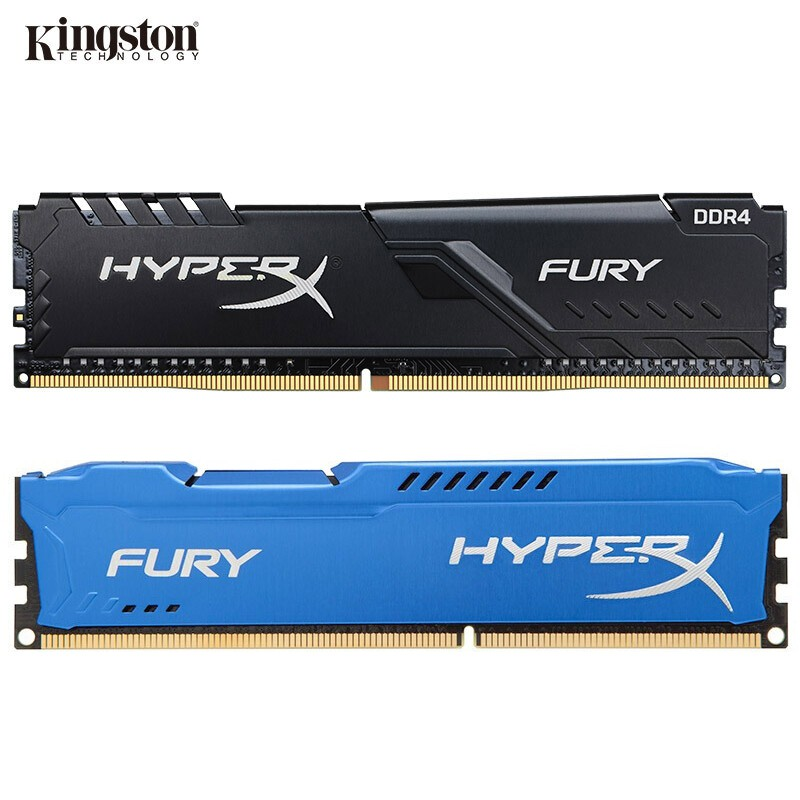 Kingston
TECHNOLOGY
DDR4
HYPERX® FURY
FURY HYPERX